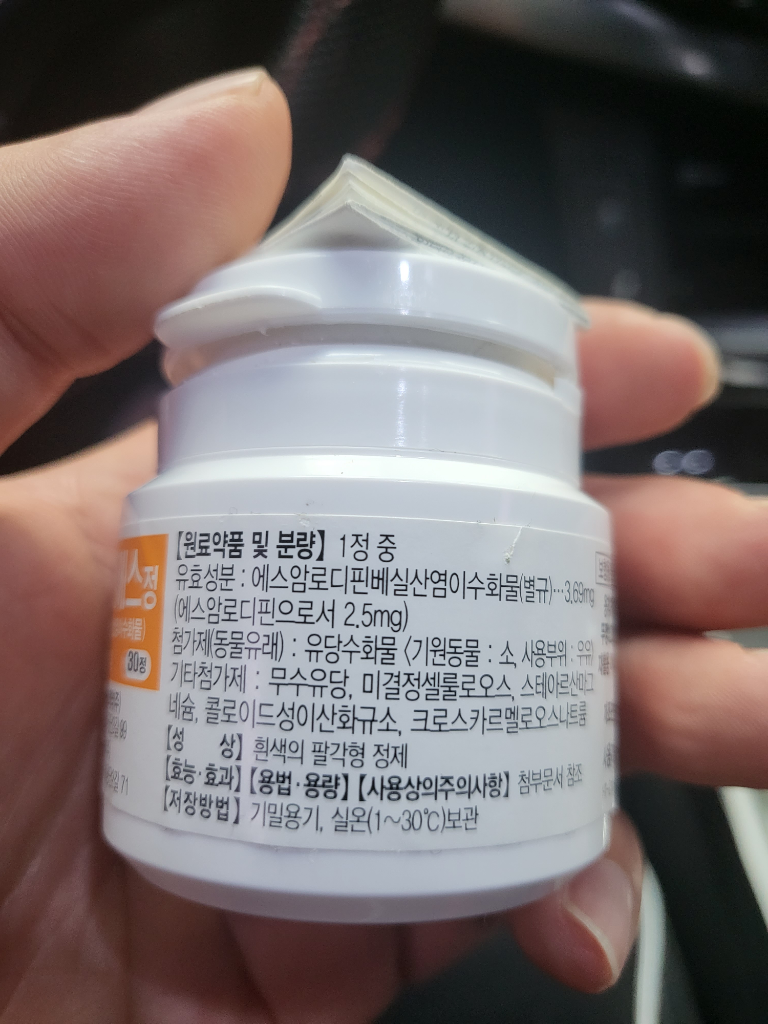 스정
30정
【원료약품 및 분량】 1정 중
유효성분 : 에스암로디핀베실산염이수화물(별규)···3.69mg
(에스암로디핀으로서 2.5mg)
첨가제(동물유래) : 유당수화물 〈기원동물 : 소, 사용부위 : 우유〉
기타첨가제 : 무수유당, 미결정셀룰로오스, 스테아르산마그
네슘, 콜로이드성이산화규소, 크로스카르멜로오스나트륨
【성 상】 흰색의 팔각형 정제
【효능·효과】【용법·용량】【사용상의주의사항】 첨부문서 참조
【저장방법】 기밀용기, 실온(1~30℃)보관